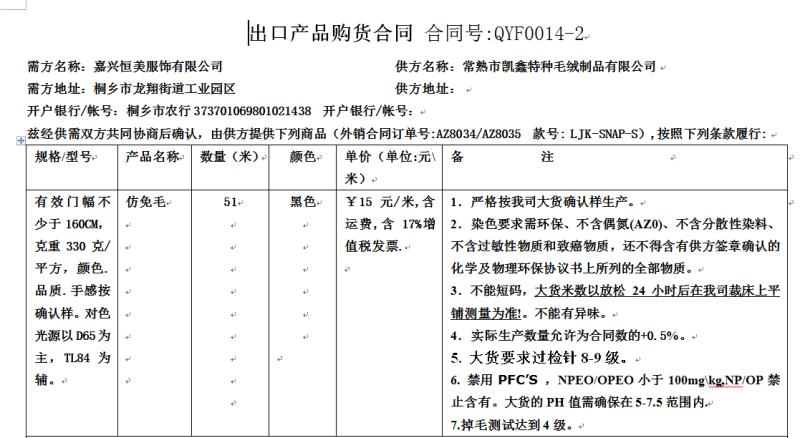 出口产品购货合同 合同号:QYF0014-2
需方名称：嘉兴恒美服饰有限公司 供方名称：常熟市凯鑫特种毛绒制品有限公司
需方地址：桐乡市龙翔街道工业园区 供方地址：
开户银行/帐号：桐乡市农行 373701069801021438 开户银行/帐号：
兹经供需双方共同协商后确认，由供方提供下列商品（外销合同订单号:AZ8034/AZ8035 款号: LJK-SNAP-S）,按照下列条款履行:
规格/型号 产品名称 数量（米） 颜色 单价（单位:元\米） 备 注
有效门幅不少于160CM，克重 330 克/平方，颜色.品质.手感按确认样。对色光源以 D65 为主，TL84 为辅。
仿兔毛
51
黑色
￥15 元/米,含运费,含 17%增值税发票.
1．严格按我司大货确认样生产。
2．染色要求需环保、不含偶氮(AZO)、不含分散性染料、
不含过敏性物质和致癌物质，还不得含有供方签章确认的
化学及物理环保协议书上所列的全部物质。
3．不能短码，大货米数以放松 24 小时后在我司裁床上平
铺测量为准!。不能有异味。
4．实际生产数量允许为合同数的+0.5%。
5．大货要求过检针 8-9 级。
6．禁用 PFC’S ，NPEO/OPEO 小于 100mg\kg,NP/OP 禁
止含有。大货的 PH 值需确保在 5-7.5 范围内.
7.掉毛测试达到 4 级。